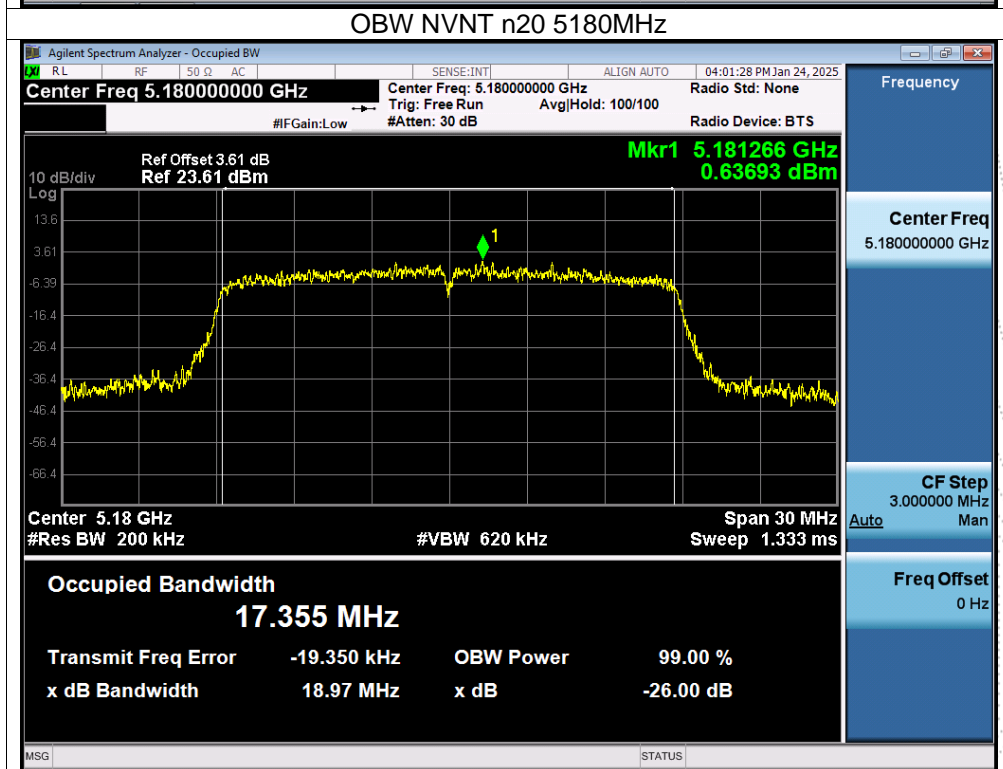 OBW NVNT n20 5180MHz
Agilent Spectrum Analyzer - Occupied BW
LXI RL RF 50 Ω AC SENSE:INT ALIGN AUTO 04:01:28 PM Jan 24, 2025
Center Freq 5.180000000 GHz
Center Freq: 5.180000000 GHz
Radio Std: None
Trig: Free Run Avg|Hold: 100/100
#IFGain:Low
#Atten: 30 dB
Radio Device: BTS
Frequency
Mkr1 5.181266 GHz
0.63693 dBm
Ref Offset 3.61 dB
10 dB/div Ref 23.61 dBm
Log
13.6
3.61
-6.39
-16.4
-26.4
-36.4
-46.4
-56.4
-66.4
1
Center 5.18 GHz Span 30 MHz
#Res BW 200 kHz #VBW 620 kHz Sweep 1.333 ms
Center Freq
5.180000000 GHz
CF Step
3.000000 MHz
Auto Man
Freq Offset
0 Hz
Occupied Bandwidth
17.355 MHz
Transmit Freq Error -19.350 kHz OBW Power 99.00 %
x dB Bandwidth 18.97 MHz x dB -26.00 dB
MSG STATUS